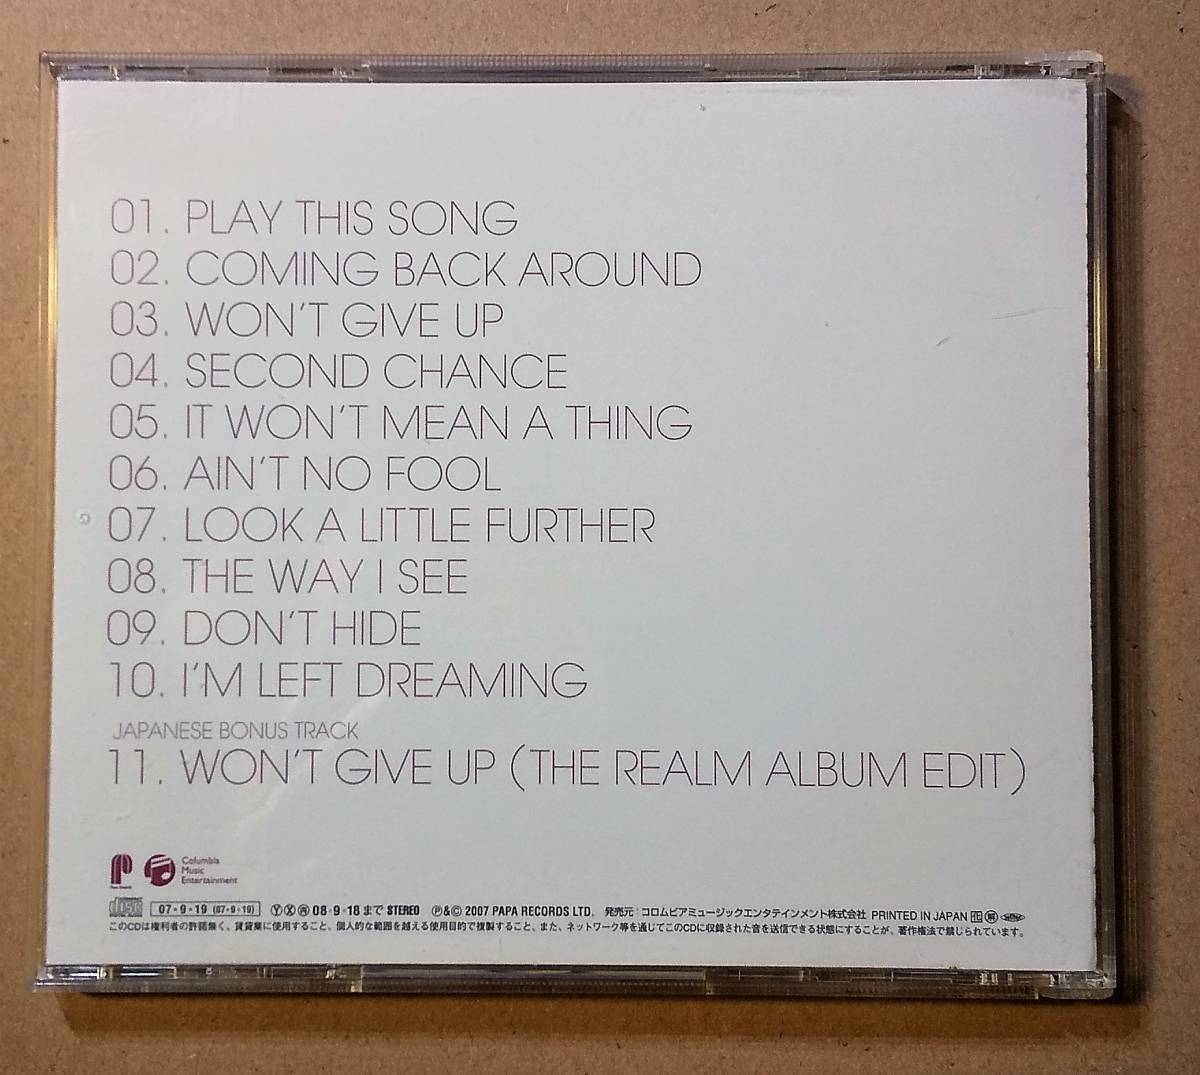 01. PLAY THIS SONG
02. COMING BACK AROUND
03. WON'T GIVE UP
04. SECOND CHANCE
05. IT WON'T MEAN A THING
06. AIN'T NO FOOL
07. LOOK A LITTLE FURTHER
08. THE WAY I SEE
09. DON'T HIDE
10. I'M LEFT DREAMING
JAPANESE BONUS TRACK
11. WON'T GIVE UP (THE REALM ALBUM EDIT)
Columbia
Music
Entertainment
disc 07・9・19 (07・9・19) Ⓨ Ⓧ 08・9・18まで STEREO Ⓟ&© 2007 PAPA RECORDS LTD. 発売元：コロムビアミュージックエンタテインメント株式会社 PRINTED IN JAPAN
このCDは権利者の許諾無く、賃貸業に使用すること、個人的な範囲を越える使用目的で複製すること、また、ネットワーク等を通じてこのCDに収録された音を送信できる状態にすることが、著作権法で禁じられています。